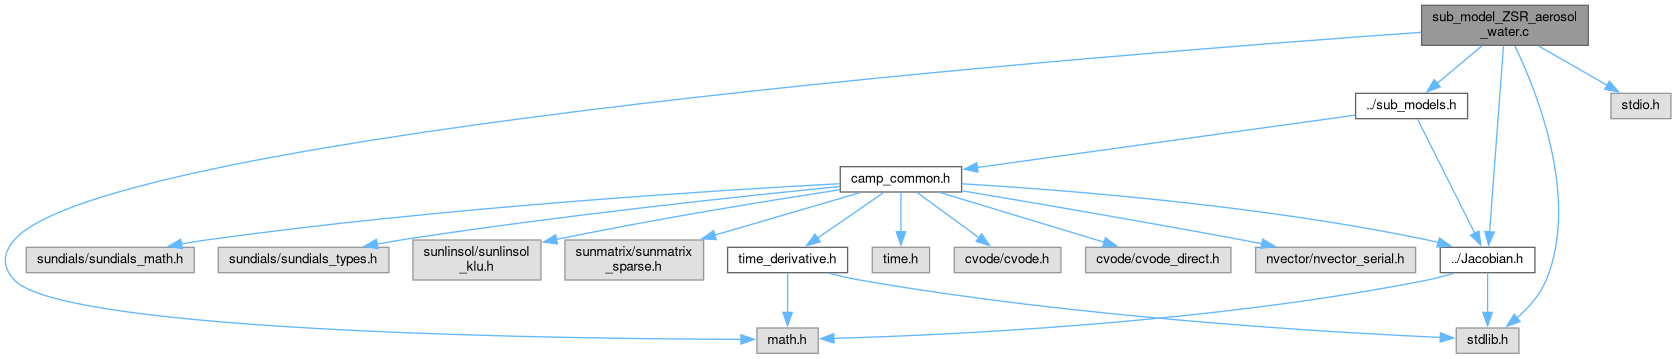 sub_model_ZSR_aerosol
_water.c
../sub_models.h
stdio.h
camp_common.h
sundials/sundials_math.h
sundials/sundials_types.h
sunlinsol/sunlinsol
_klu.h
sunmatrix/sunmatrix
_sparse.h
time_derivative.h
time.h
cvode/cvode.h
cvode/cvode_direct.h
nvector/nvector_serial.h
../Jacobian.h
math.h
stdlib.h